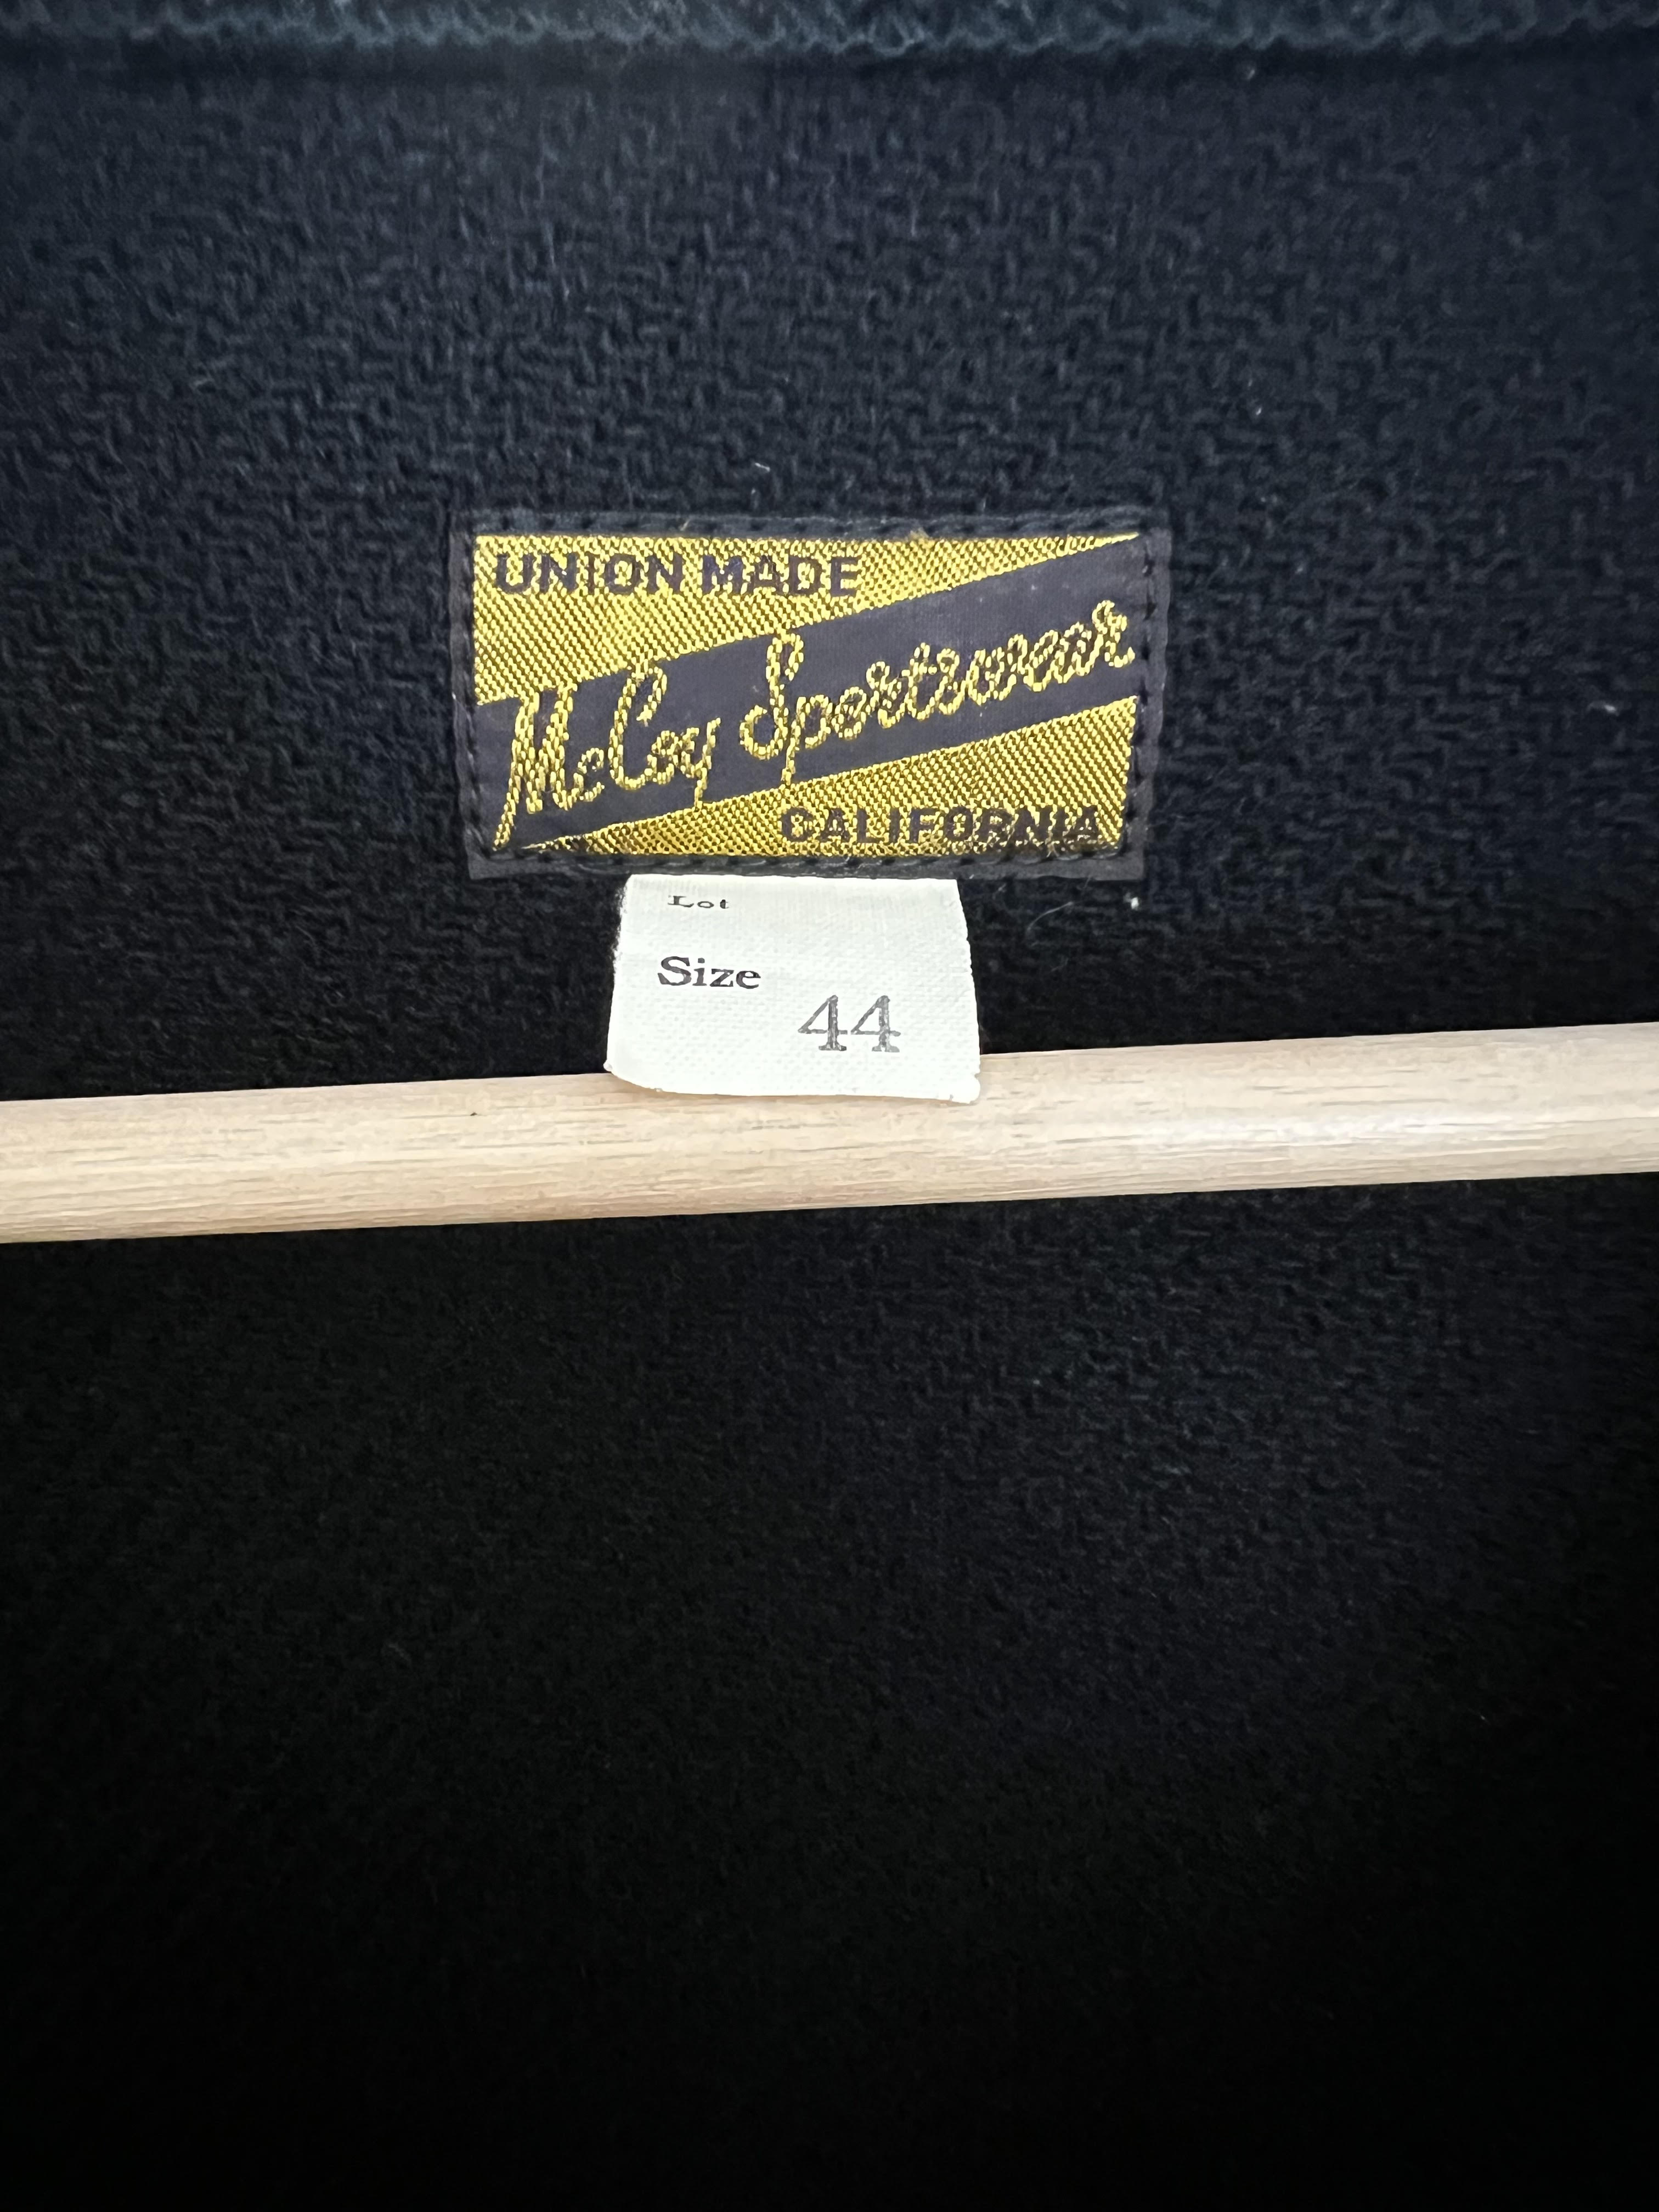 UNION MADE
McCoy Sportswear
CALIFORNIA
Lot
Size
44